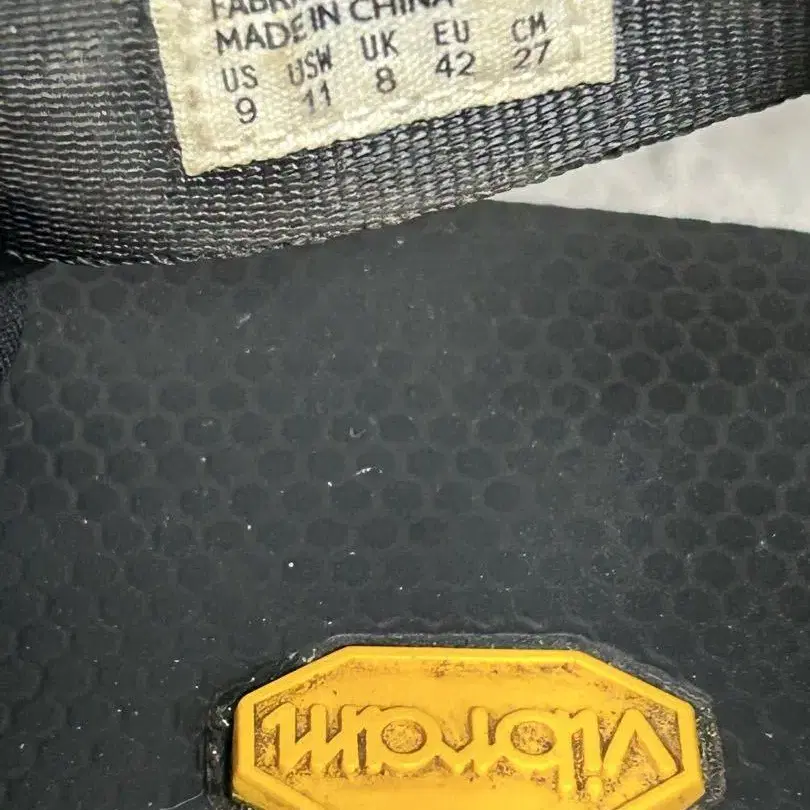 MADE IN CHINA
US USW UK EU CM
9 11 8 42 27
vibram